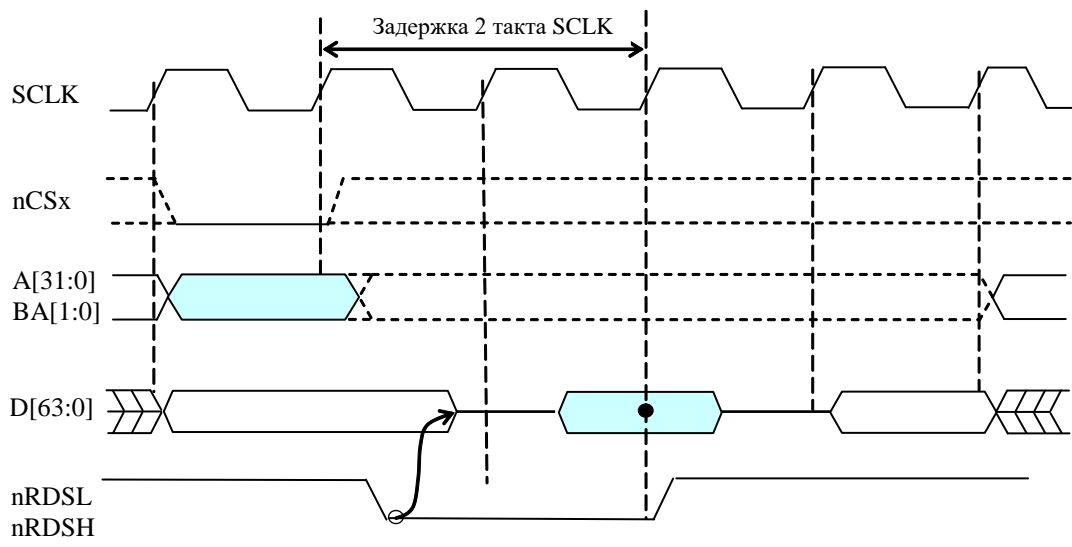 Задержка 2 такта SCLK
SCLK
nCSx
A[31:0]
BA[1:0]
D[63:0]
nRDSL
nRDSH